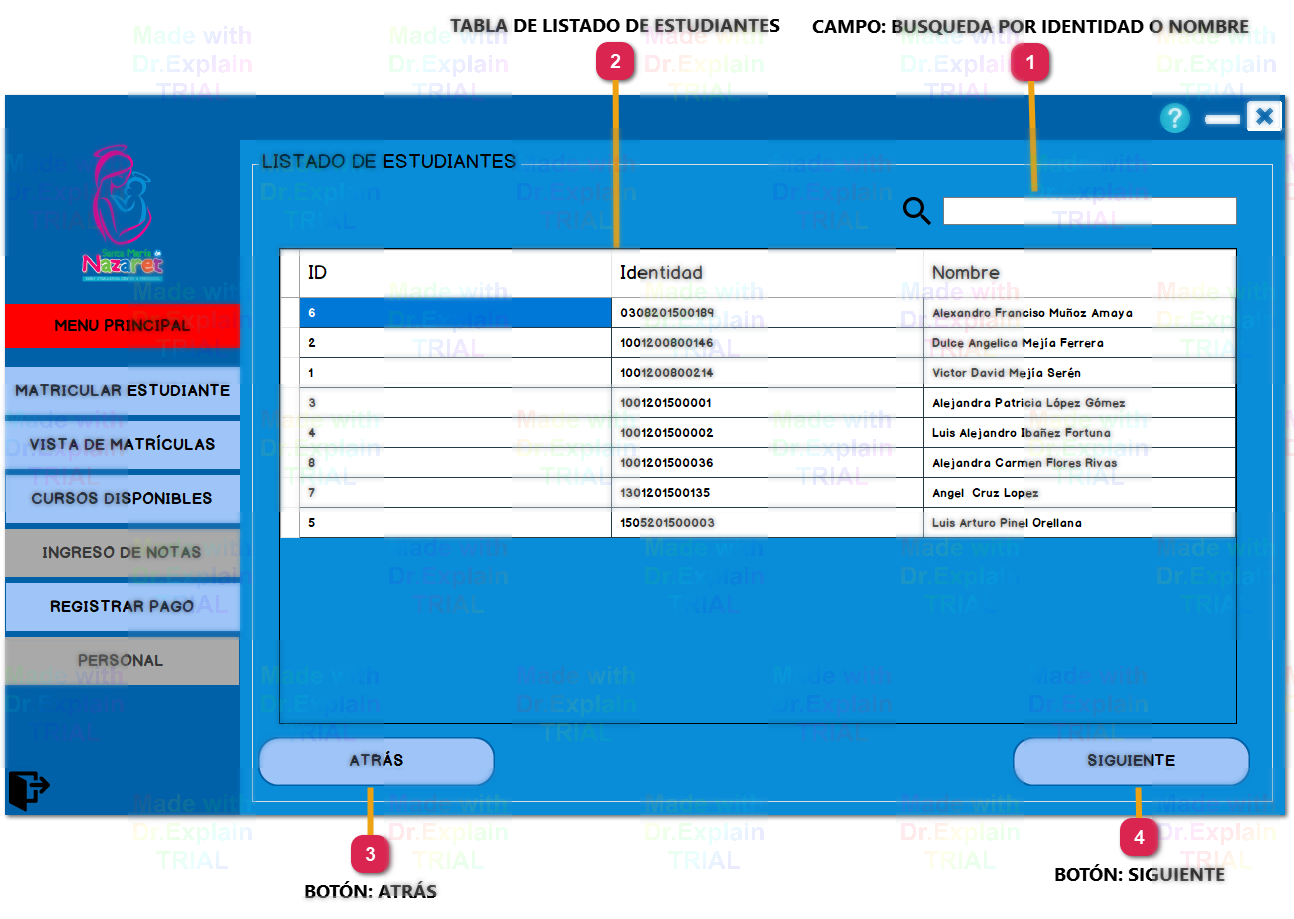 TABLA DE LISTADO DE ESTUDIANTES
CAMPO: BUSQUEDA POR IDENTIDAD O NOMBRE
2
1
?
Santa María de
Nazaret
LISTADO DE ESTUDIANTES
ID Identidad Nombre
6 0308201500189 Alexandro Franciso Muñoz Amaya
2 1001200800146 Dulce Angelica Mejía Ferrera
1 1001200800214 Victor David Mejía Serén
3 1001201500001 Alejandra Patricia López Gómez
4 1001201500002 Luis Alejandro Ibañez Fortuna
8 1001201500036 Alejandra Carmen Flores Rivas
7 1301201500135 Angel Cruz Lopez
5 1505201500003 Luis Arturo Pinel Orellana
MENU PRINCIPAL
MATRICULAR ESTUDIANTE
VISTA DE MATRÍCULAS
CURSOS DISPONIBLES
INGRESO DE NOTAS
REGISTRAR PAGO
PERSONAL
ATRÁS
SIGUIENTE
3
4
BOTÓN: ATRÁS
BOTÓN: SIGUIENTE
Made with
Dr.Explain
TRIAL